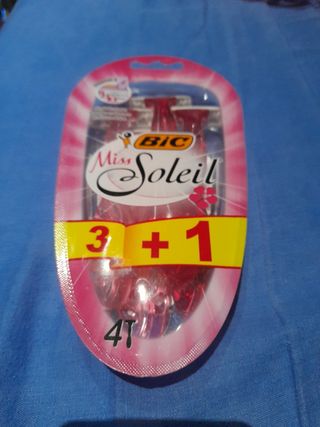 BIC
Miss
Soleil
3 + 1
4